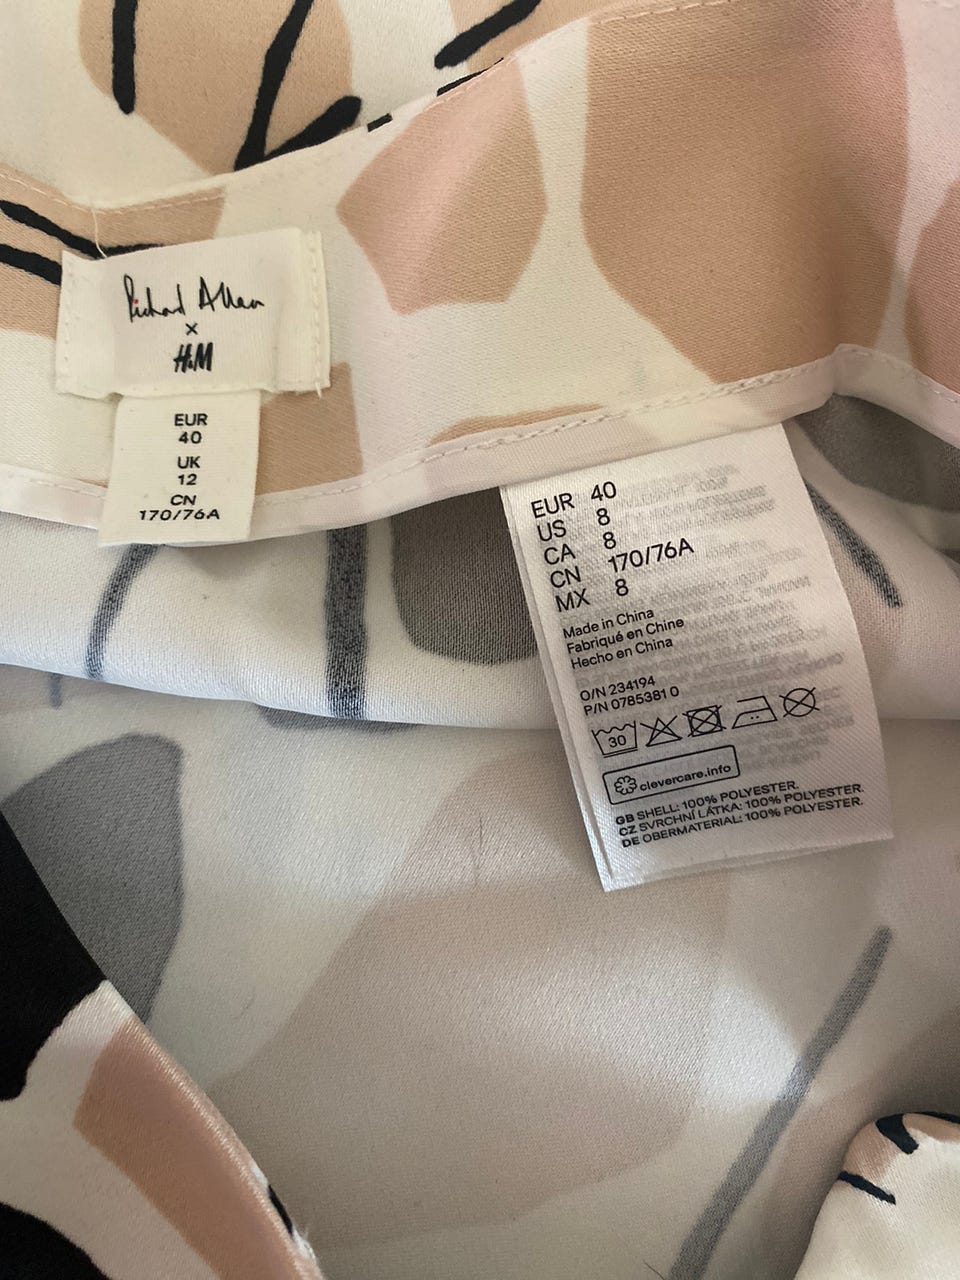 Richard Allan
×
H&M
EUR
40
UK
12
CN
170/76A
EUR 40
US 8
CA 8
CN 170/76A
MX 8
Made in China
Fabriqué en Chine
Hecho en China
O/N 234194
P/N 0785381 0
30
clevercare.info
GB SHELL: 100% POLYESTER.
CZ SVRCHNÍ LÁTKA: 100% POLYESTER.
DE OBERMATERIAL: 100% POLYESTER.